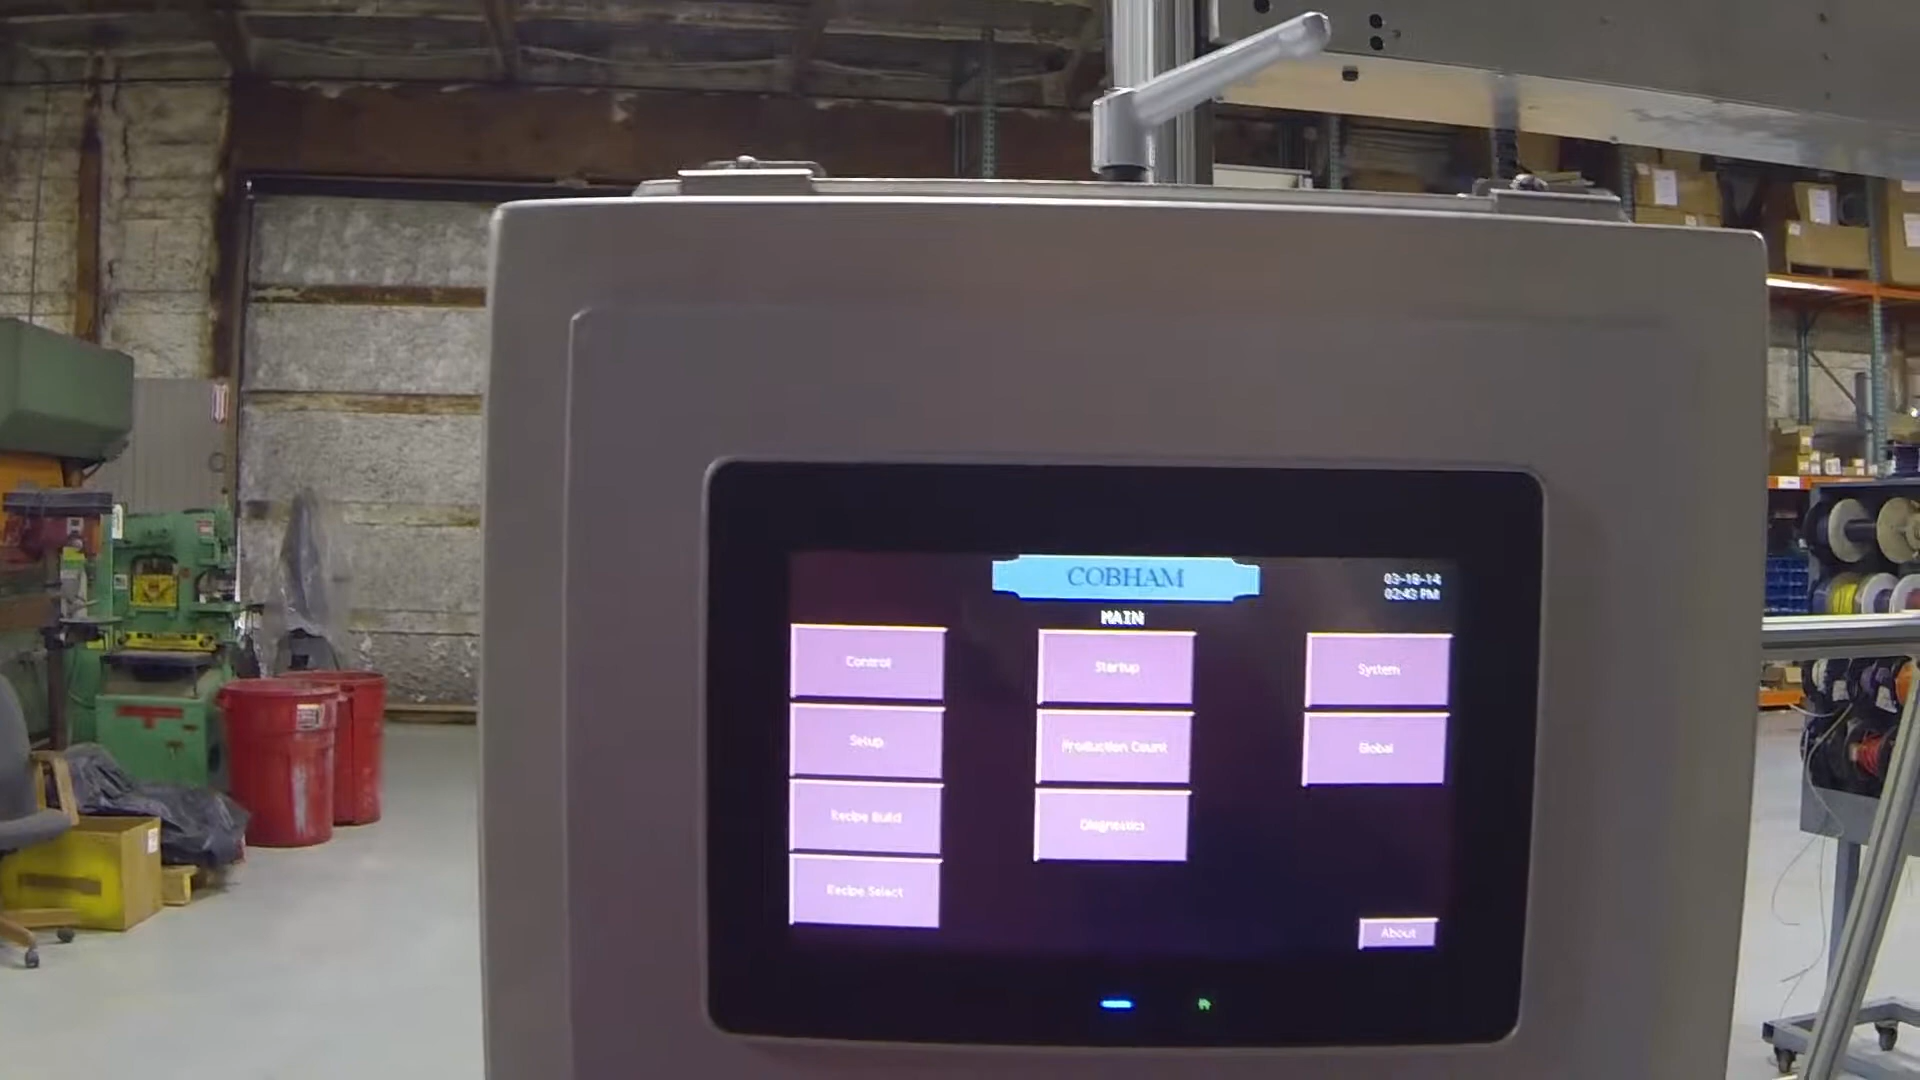 COBHAM
03-18-14
02:43 PM
MAIN
Control
Startup
System
Setup
Production Count
Global
Recipe Build
Diagnostics
Recipe Select
About